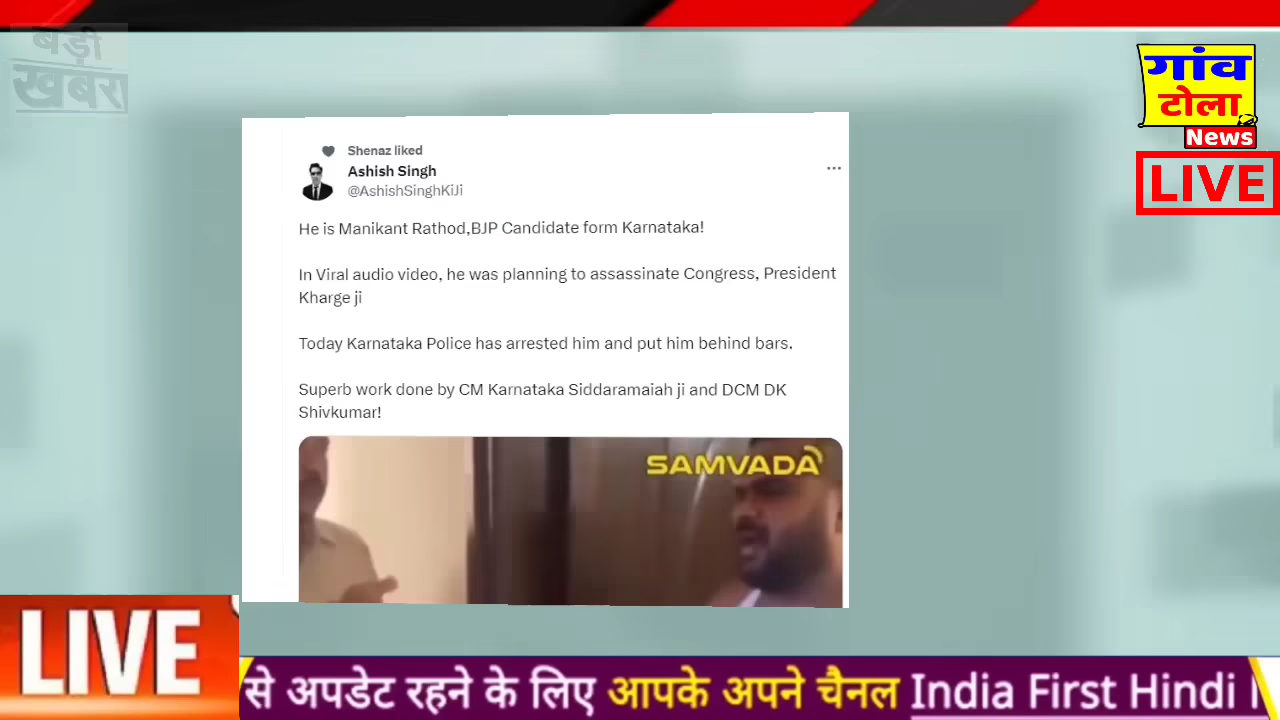 बड़ी
खबर
गांव
टोला
News
LIVE
Shenaz liked
Ashish Singh
@AshishSinghKiJi
He is Manikant Rathod,BJP Candidate form Karnataka!
In Viral audio video, he was planning to assassinate Congress, President
Kharge ji
Today Karnataka Police has arrested him and put him behind bars.
Superb work done by CM Karnataka Siddaramaiah ji and DCM DK
Shivkumar!
SAMVADA
LIVE
से अपडेट रहने के लिए आपके अपने चैनल India First Hindi